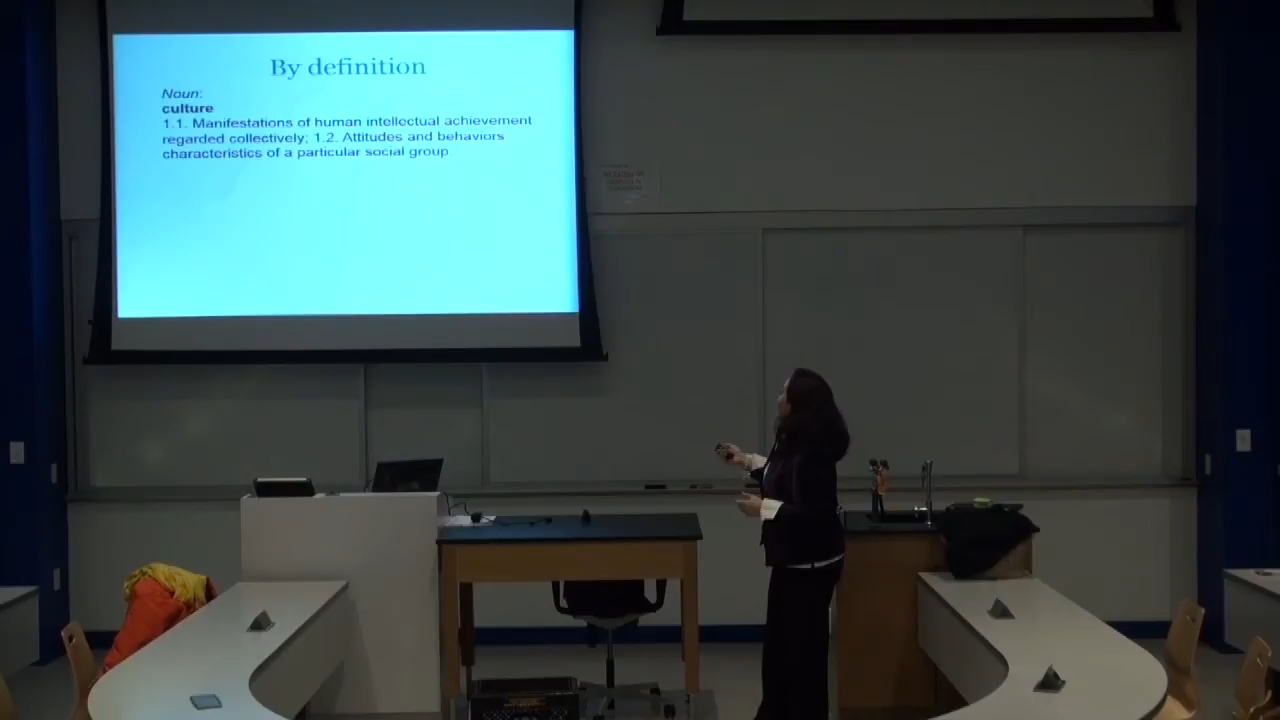 By definition
Noun:
culture
1.1. Manifestations of human intellectual achievement
regarded collectively; 1.2. Attitudes and behaviors
characteristics of a particular social group